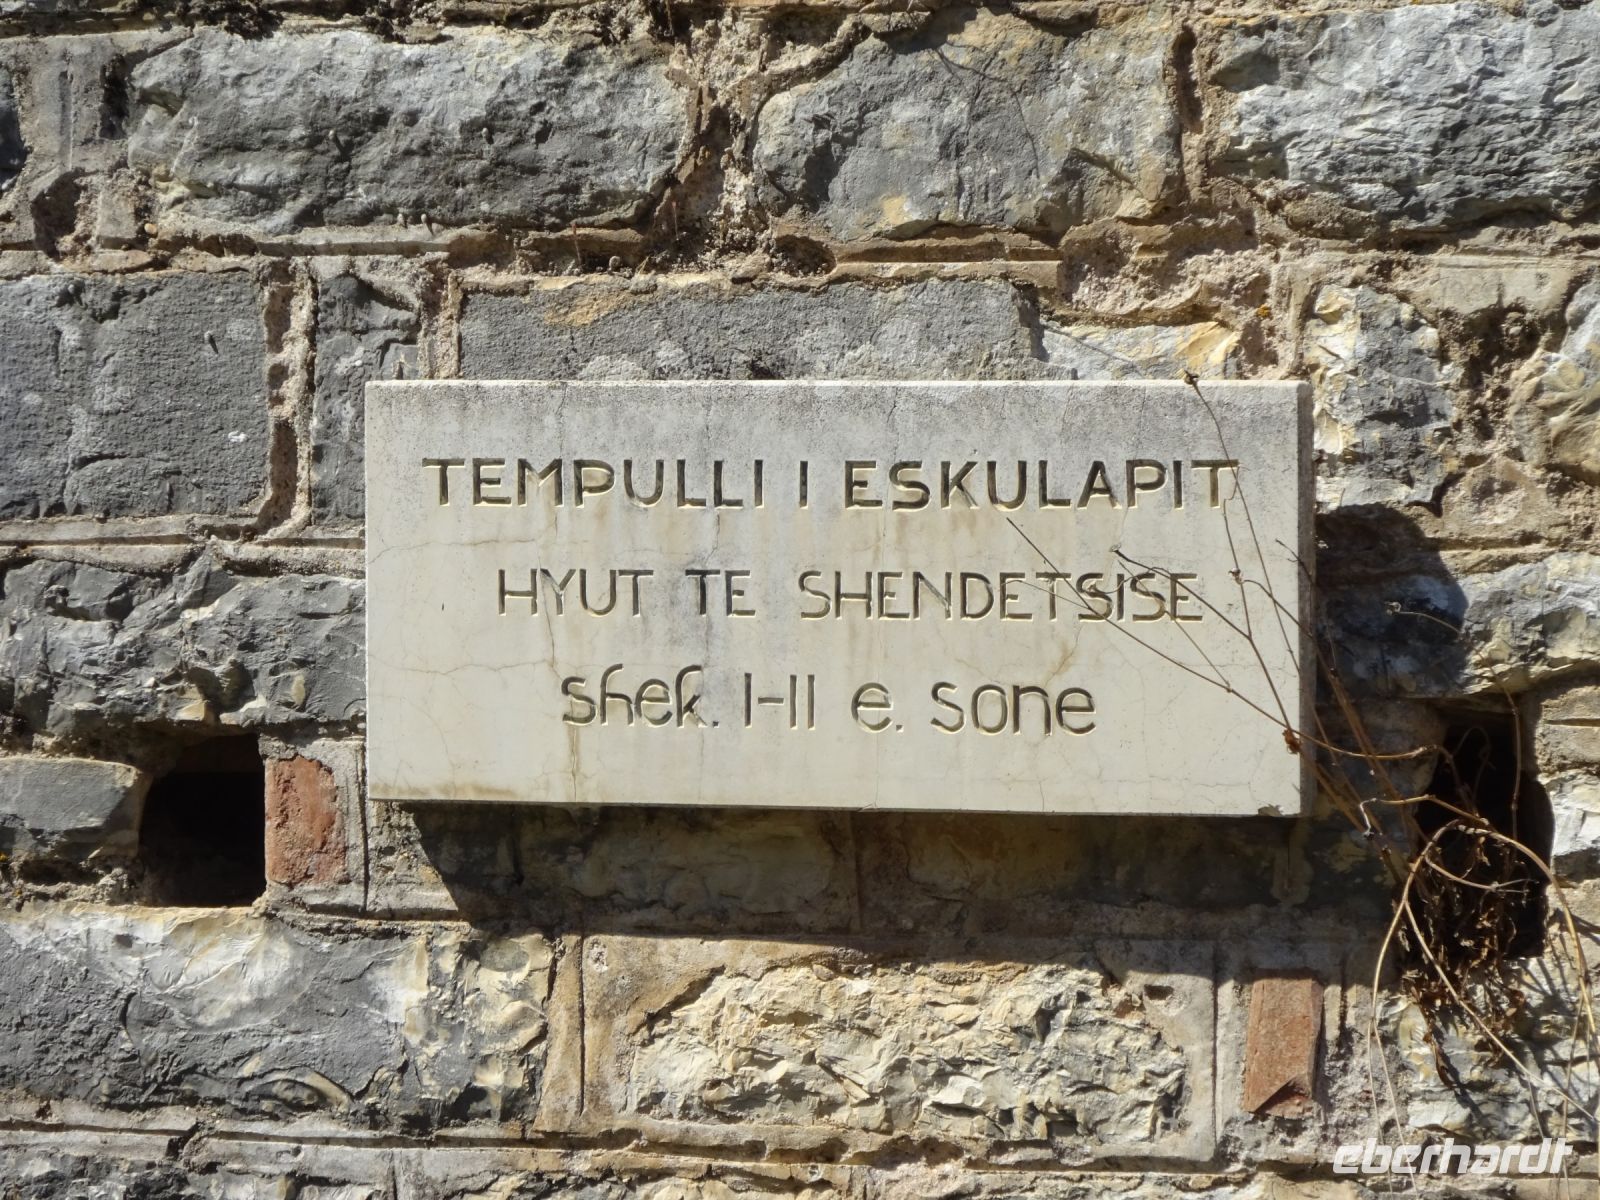 TEMPULLI I ESKULAPIT
HYUT TE SHENDETSISE
shek. I-II e. sone
eberhardt